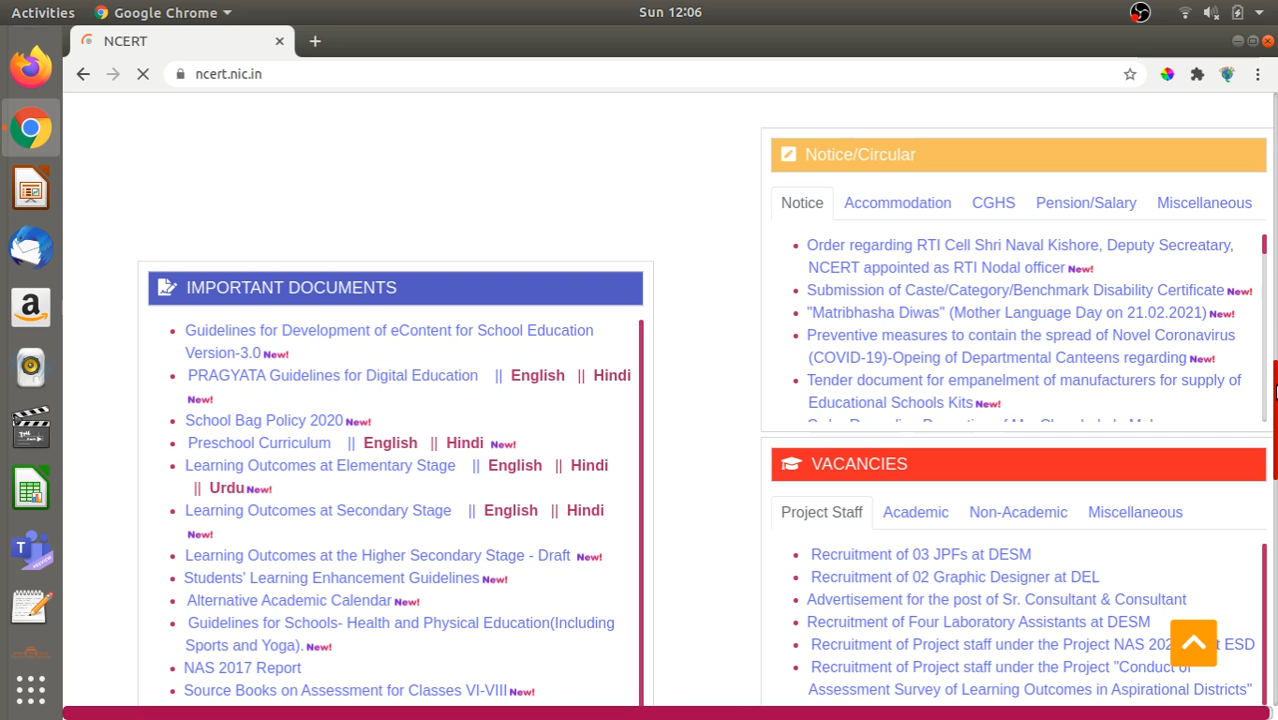 Activities Google Chrome Sun 12:06
NCERT
ncert.nic.in
Notice/Circular
Notice Accommodation CGHS Pension/Salary Miscellaneous
Order regarding RTI Cell Shri Naval Kishore, Deputy Secreatary,
NCERT appointed as RTI Nodal officer New!
Submission of Caste/Category/Benchmark Disability Certificate New!
"Matribhasha Diwas" (Mother Language Day on 21.02.2021) New!
Preventive measures to contain the spread of Novel Coronavirus
(COVID-19)-Opeing of Departmental Canteens regarding New!
Tender document for empanelment of manufacturers for supply of
Educational Schools Kits New!
IMPORTANT DOCUMENTS
Guidelines for Development of eContent for School Education
Version-3.0 New!
PRAGYATA Guidelines for Digital Education || English || Hindi
New!
School Bag Policy 2020 New!
Preschool Curriculum || English || Hindi New!
Learning Outcomes at Elementary Stage || English || Hindi
|| Urdu New!
Learning Outcomes at Secondary Stage || English || Hindi
New!
Learning Outcomes at the Higher Secondary Stage - Draft New!
Students' Learning Enhancement Guidelines New!
Alternative Academic Calendar New!
Guidelines for Schools- Health and Physical Education(Including
Sports and Yoga). New!
NAS 2017 Report
Source Books on Assessment for Classes VI-VIII New!
VACANCIES
Project Staff Academic Non-Academic Miscellaneous
Recruitment of 03 JPFs at DESM
Recruitment of 02 Graphic Designer at DEL
Advertisement for the post of Sr. Consultant & Consultant
Recruitment of Four Laboratory Assistants at DESM
Recruitment of Project staff under the Project NAS ESD
Recruitment of Project staff under the Project "Conduct of
Assessment Survey of Learning Outcomes in Aspirational Districts"